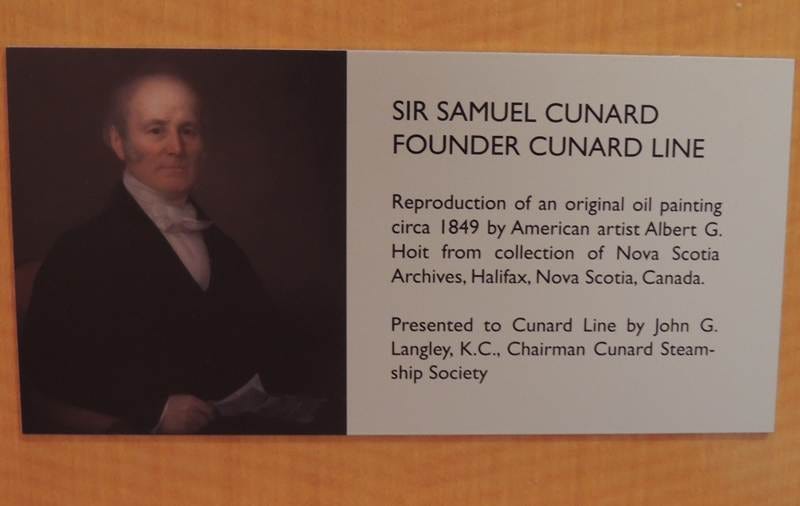 SIR SAMUEL CUNARD
FOUNDER CUNARD LINE
Reproduction of an original oil painting
circa 1849 by American artist Albert G.
Hoit from collection of Nova Scotia
Archives, Halifax, Nova Scotia, Canada.
Presented to Cunard Line by John G.
Langley, K.C., Chairman Cunard Steam-
ship Society